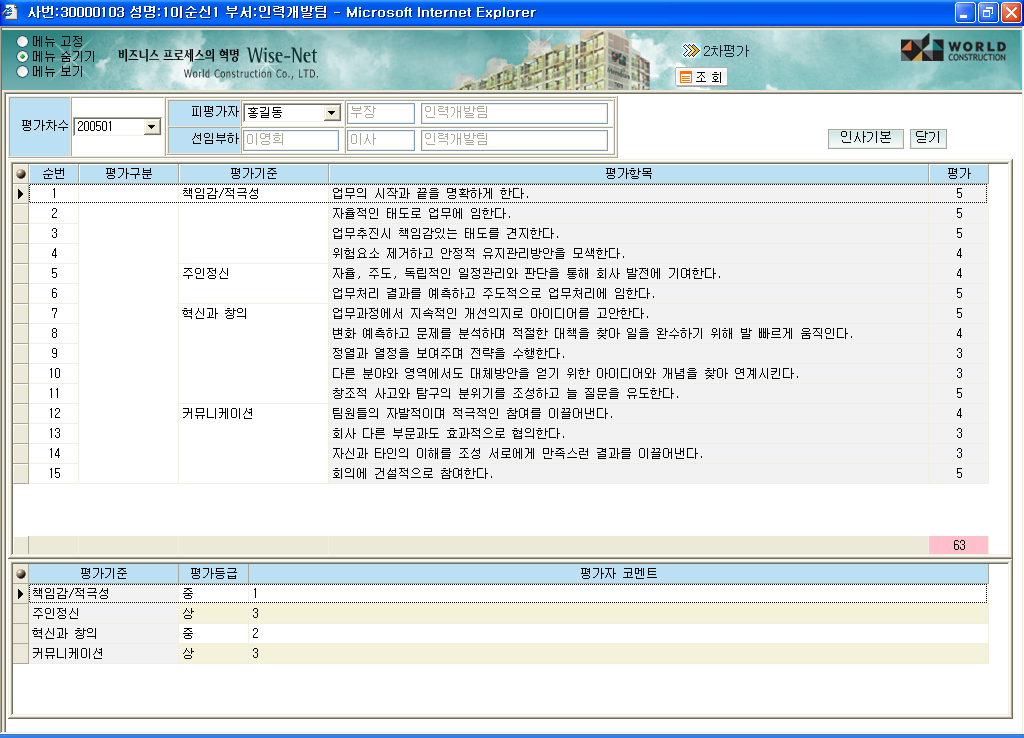 사번:30000103 성명:10이순신1 부서:인력개발팀 - Microsoft Internet Explorer
메뉴 고정
메뉴 숨기기
메뉴 보기
비즈니스 프로세스의 혁명 Wise-Net
World Construction Co., LTD.
2차평가
조 회
WORLD
CONSTRUCTION
평가차수 200501
피평가자 홍길동 부장 인력개발팀
선임부하 이영희 이사 인력개발팀
인사기본 닫기
순번 평가구분 평가기준 평가항목 평가
1 책임감/적극성 업무의 시작과 끝을 명확하게 한다. 5
2 자율적인 태도로 업무에 임한다. 5
3 업무추진시 책임감있는 태도를 견지한다. 5
4 위험요소 제거하고 안정적 유지관리방안을 모색한다. 4
5 주인정신 자율, 주도, 독립적인 일정관리와 판단을 통해 회사 발전에 기여한다. 4
6 업무처리 결과를 예측하고 주도적으로 업무처리에 임한다. 5
7 혁신과 창의 업무과정에서 지속적인 개선의지로 아이디어를 고안한다. 5
8 변화 예측하고 문제를 분석하며 적절한 대책을 찾아 일을 완수하기 위해 발 빠르게 움직인다. 4
9 정열과 열정을 보여주며 전략을 수행한다. 3
10 다른 분야와 영역에서도 대체방안을 얻기 위한 아이디어와 개념을 찾아 연계시킨다. 3
11 창조적 사고와 탐구의 분위기를 조성하고 늘 질문을 유도한다. 5
12 커뮤니케이션 팀원들의 자발적이며 적극적인 참여를 이끌어낸다. 4
13 회사 다른 부문과도 효과적으로 협의한다. 3
14 자신과 타인의 이해를 조성 서로에게 만족스런 결과를 이끌어낸다. 3
15 회의에 건설적으로 참여한다. 5
63
평가기준 평가등급 평가자 코멘트
책임감/적극성 중 1
주인정신 상 3
혁신과 창의 중 2
커뮤니케이션 상 3